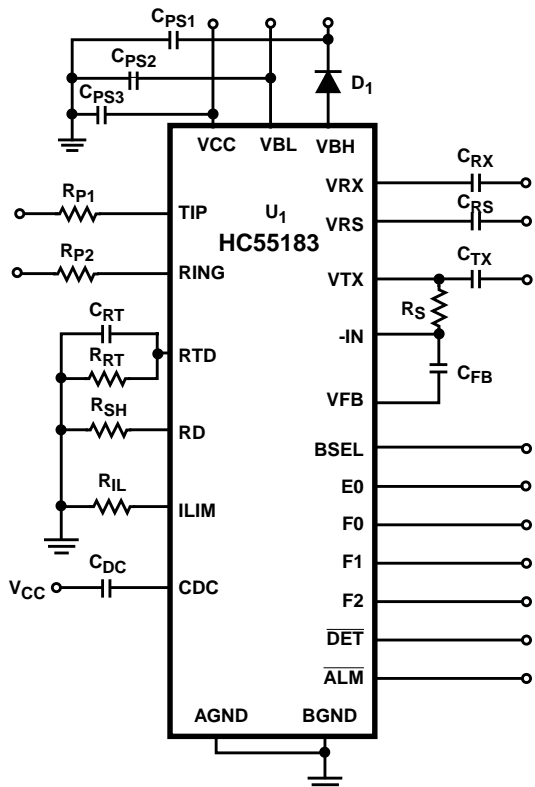 CPS1
CPS2
CPS3
D1
VCC VBL VBH
VRX CRX
VRS CRS
RP1 TIP
U1
HC55183
RP2 RING
VTX CTX
RS
CRT
RTD
-IN
RRT
CFB
RSH RD
VFB
BSEL
E0
RIL ILIM
F0
F1
VCC CDC CDC
F2
DET
ALM
AGND BGND